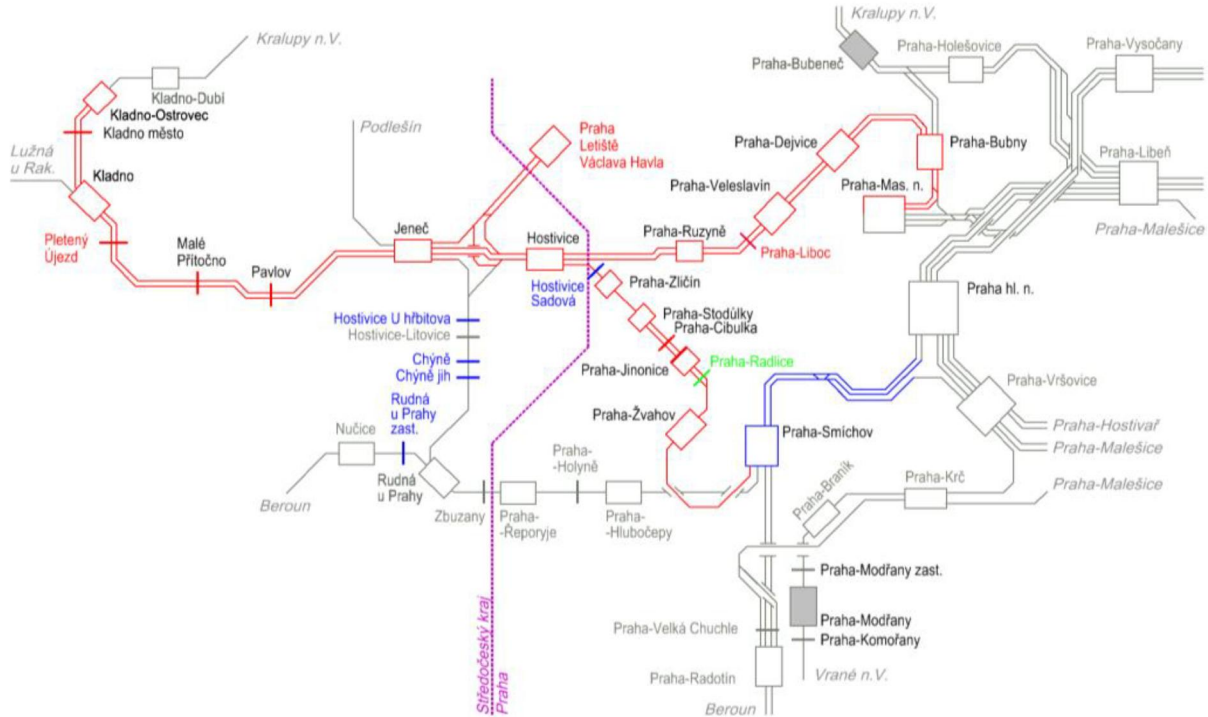 Kralupy n.V.
Kladno-Dubí
Kladno-Ostrovec
Kladno město
Lužná
u Rak.
Kladno
Pletený
Újezd
Malé
Přítočno
Pavlov
Podlešín
Jeneč
Praha
Letiště
Václava Havla
Hostivice
Hostivice
Sadová
Hostivice U hřbitova
Hostivice-Litovice
Chýně
Chýně jih
Rudná
u Prahy
zast.
Nučice
Beroun
Rudná
u Prahy
Zbuzany
Praha-
-Řeporyje
Praha-
-Holyně
Praha-
-Hlubočepy
Středočeský kraj
Praha
Kralupy n.V.
Praha-Bubeneč
Praha-Holešovice
Praha-Vysočany
Praha-Dejvice
Praha-Bubny
Praha-Libeň
Praha-Veleslavín
Praha-Mas. n.
Praha-Malešice
Praha-Ruzyně
Praha-Liboc
Praha-Zličín
Praha-Stodůlky
Praha-Cibulka
Praha-Jinonice
Praha-Radlice
Praha-Žvahov
Praha hl. n.
Praha-Smíchov
Praha-Vršovice
Praha-Hostivař
Praha-Malešice
Praha-Krč
Praha-Malešice
Praha-Braník
Praha-Modřany zast.
Praha-Modřany
Praha-Komořany
Vrané n.V.
Praha-Velká Chuchle
Praha-Radotín
Beroun